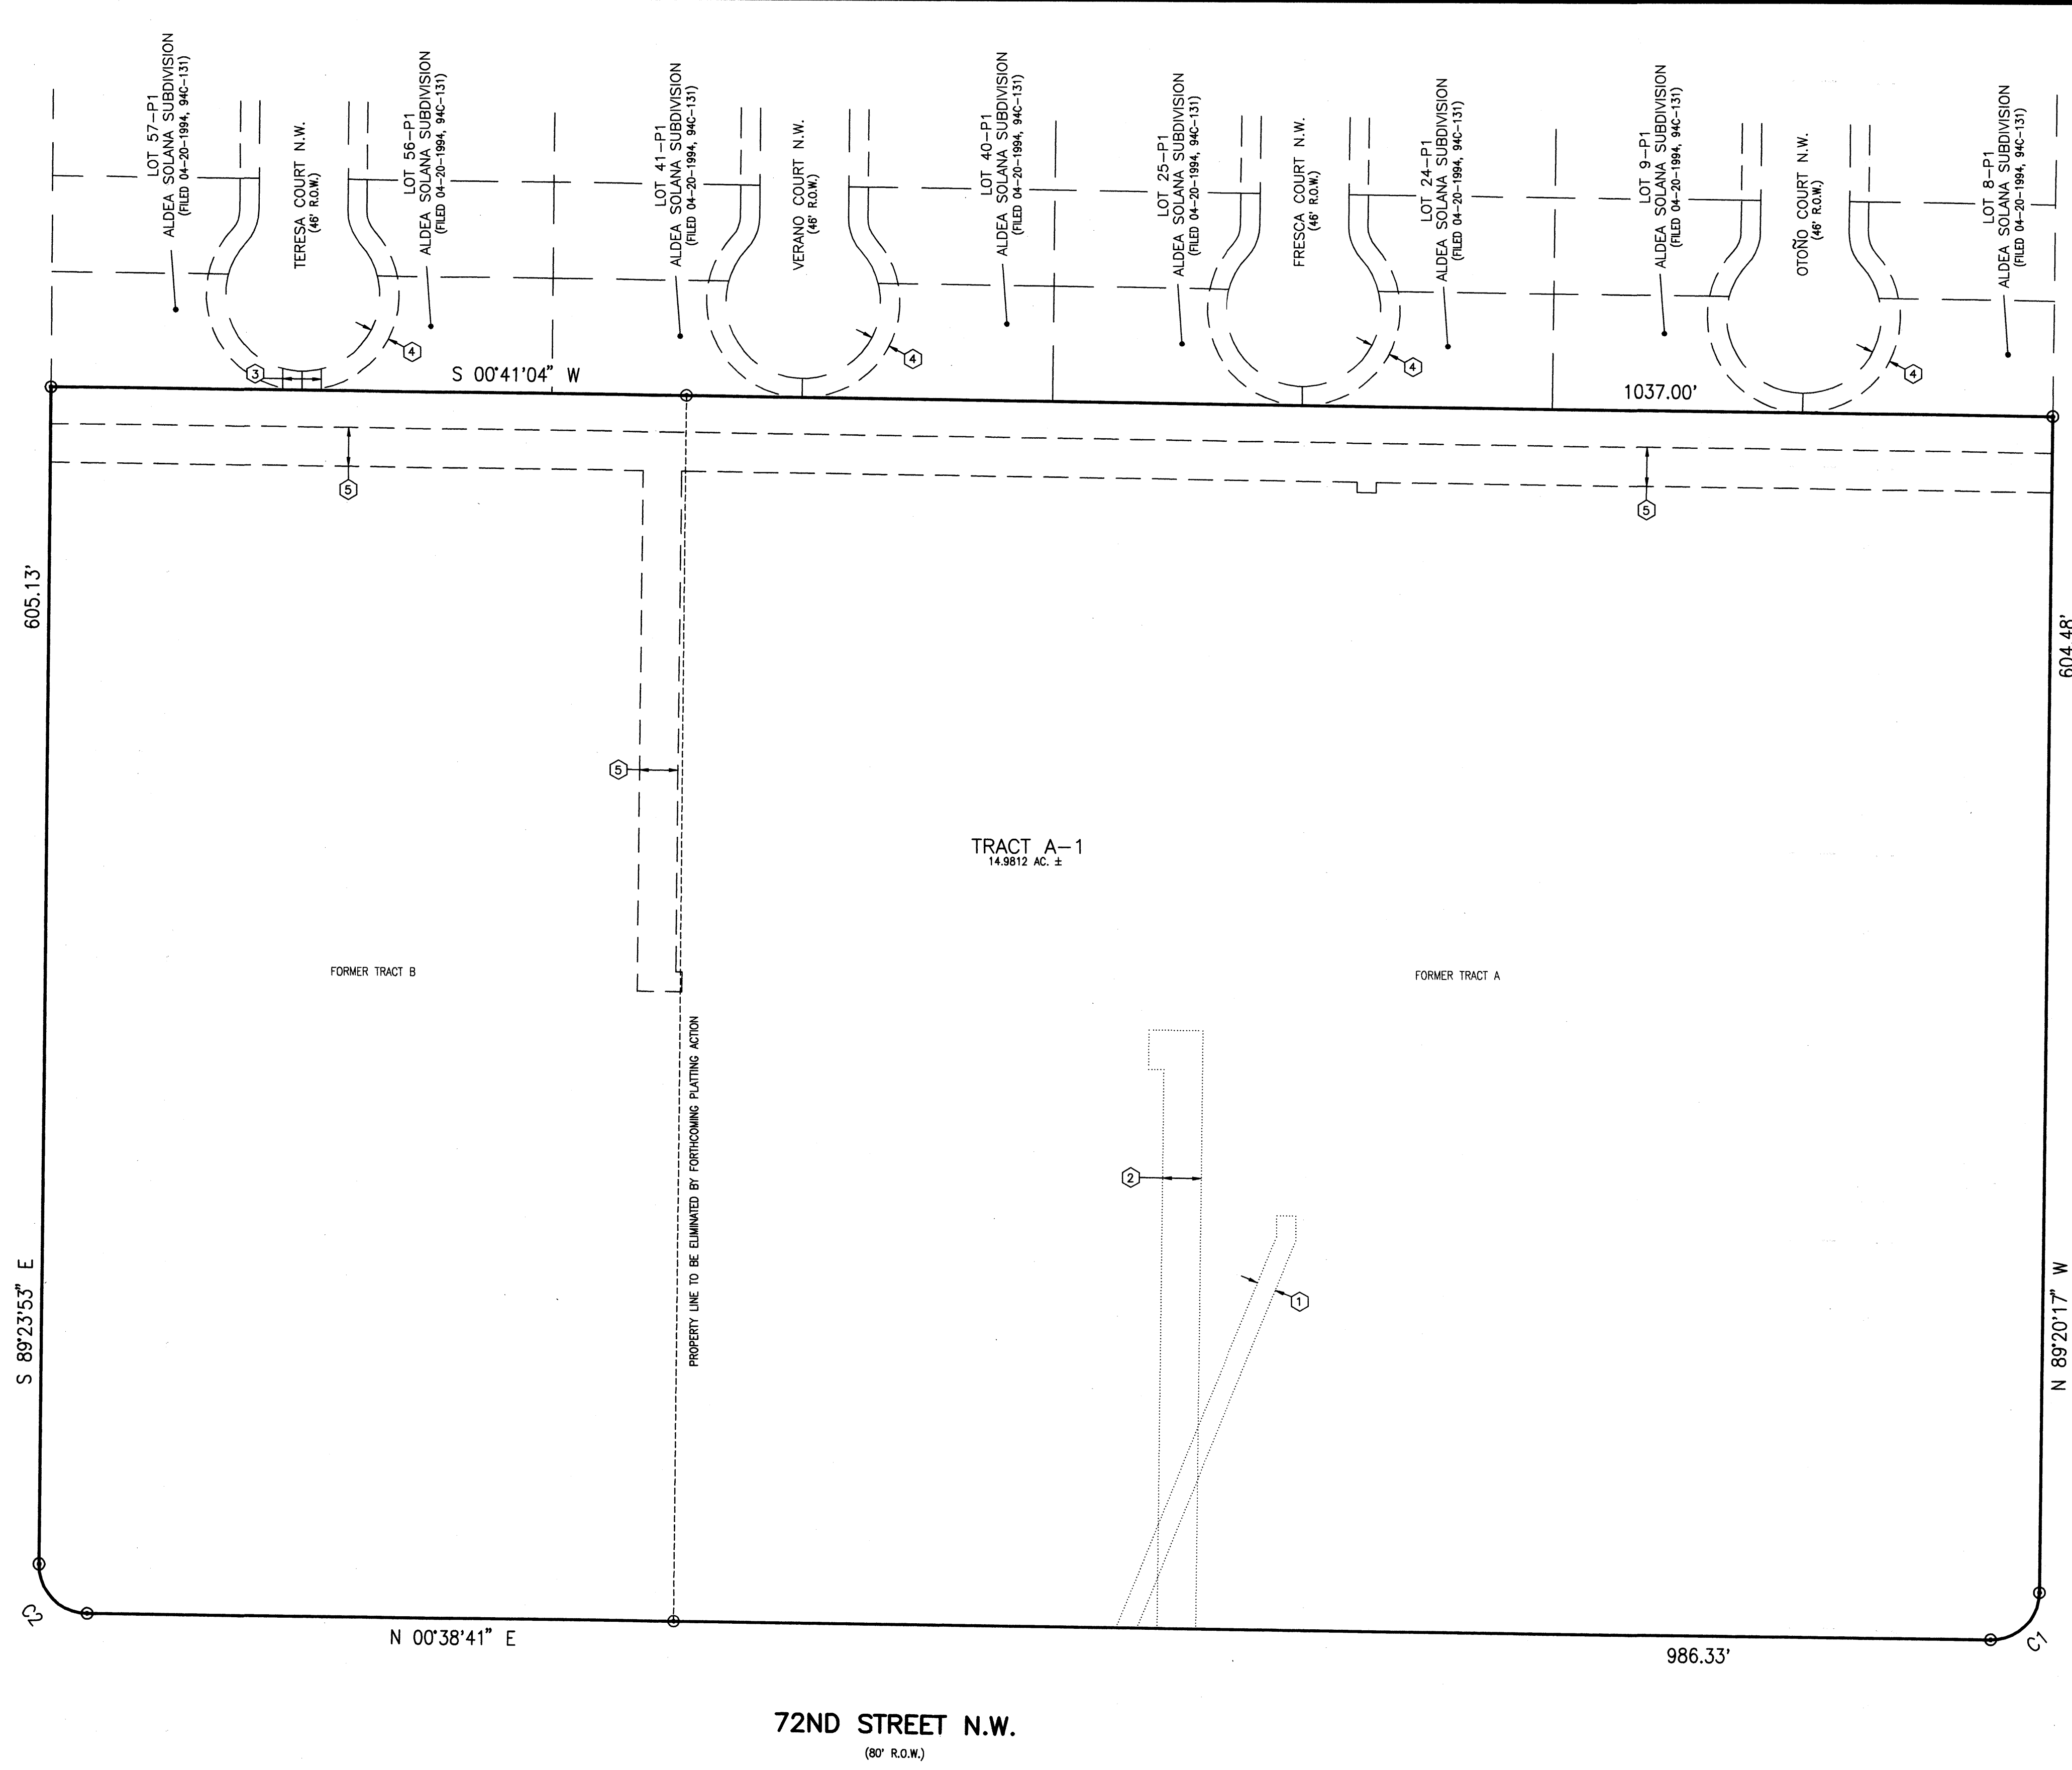 LOT 57-P1
ALDEA SOLANA SUBDIVISION
(FILED 04-20-1994, 94C-131)
TERESA COURT N.W.
(46' R.O.W.)
LOT 56-P1
ALDEA SOLANA SUBDIVISION
(FILED 04-20-1994, 94C-131)
LOT 41-P1
ALDEA SOLANA SUBDIVISION
(FILED 04-20-1994, 94C-131)
VERANO COURT N.W.
(46' R.O.W.)
LOT 40-P1
ALDEA SOLANA SUBDIVISION
(FILED 04-20-1994, 94C-131)
LOT 25-P1
ALDEA SOLANA SUBDIVISION
(FILED 04-20-1994, 94C-131)
FRESCA COURT N.W.
(46' R.O.W.)
LOT 24-P1
ALDEA SOLANA SUBDIVISION
(FILED 04-20-1994, 94C-131)
LOT 9-P1
ALDEA SOLANA SUBDIVISION
(FILED 04-20-1994, 94C-131)
OTOÑO COURT N.W.
(46' R.O.W.)
LOT 8-P1
ALDEA SOLANA SUBDIVISION
(FILED 04-20-1994, 94C-131)
4
4
4
4
3
S 00°41'04" W
1037.00'
5
5
605.13'
604.48'
5
TRACT A-1
14.9812 AC. ±
FORMER TRACT B
FORMER TRACT A
PROPERTY LINE TO BE ELIMINATED BY FORTHCOMING PLATTING ACTION
2
1
S 89°23'53" E
N 89°20'17" W
C2
C1
N 00°38'41" E
986.33'
72ND STREET N.W.
(80' R.O.W.)